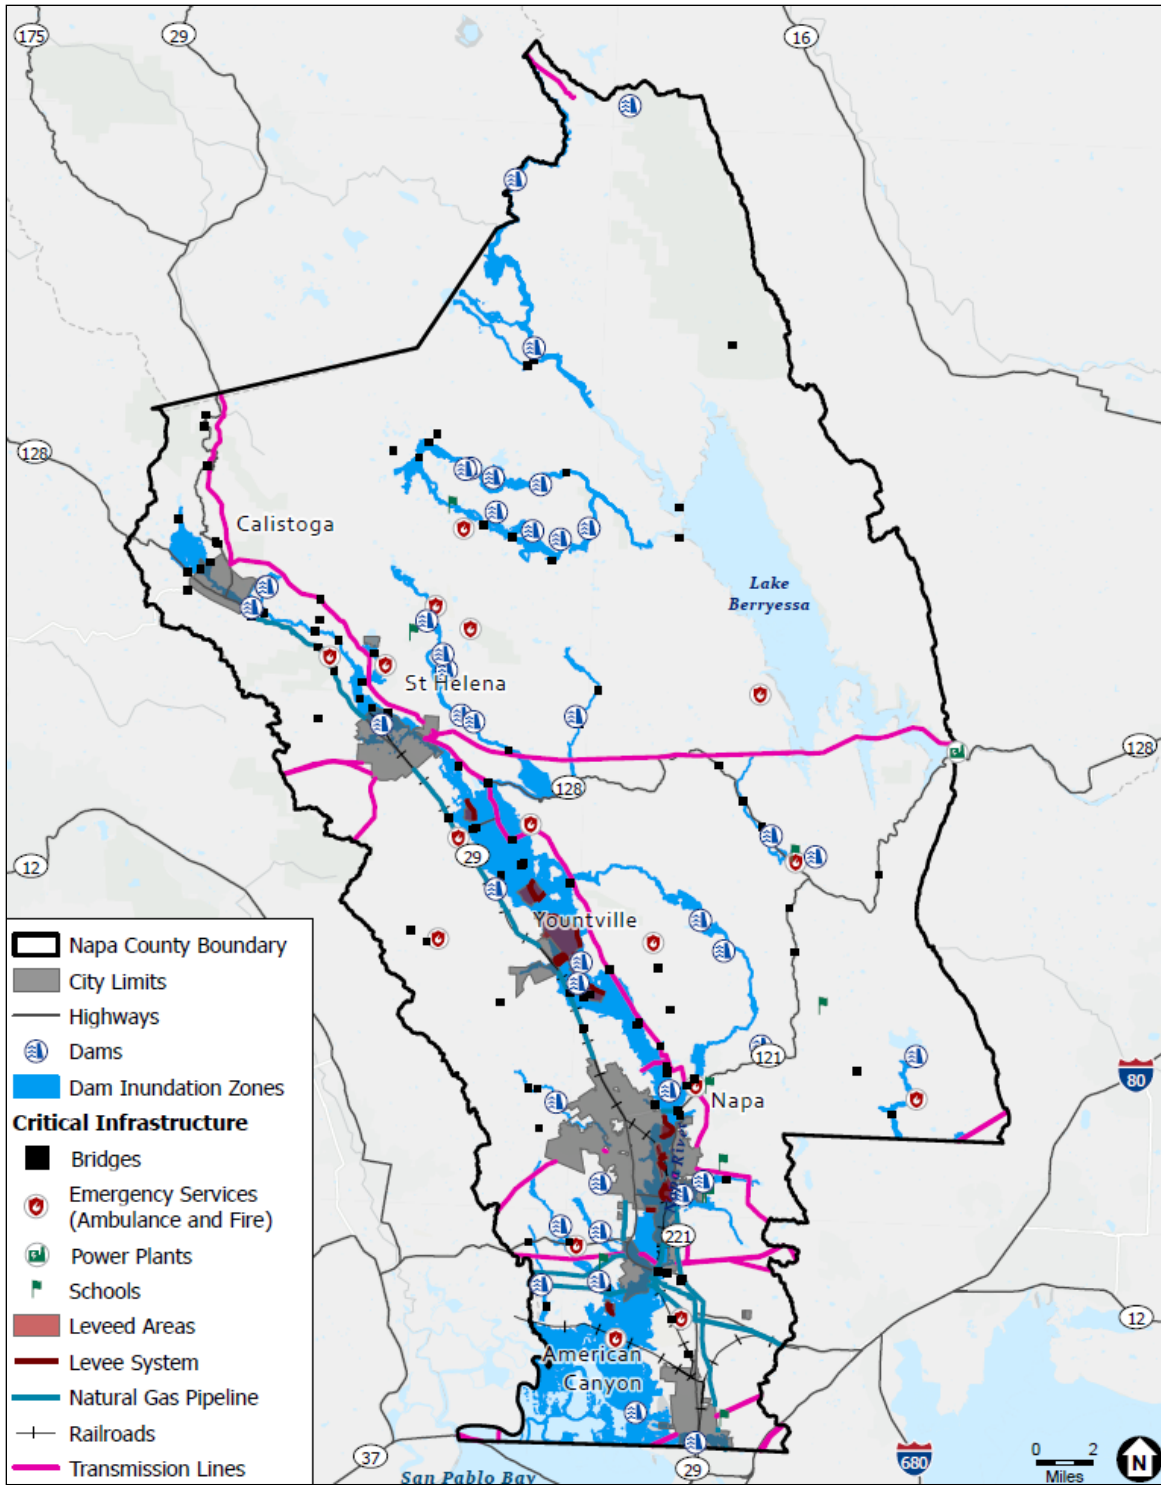 175
29
16
128
Calistoga
Lake
Berryessa
St Helena
128
128
12
29
Yountville
121
80
Napa
Napa River
221
12
American
Canyon
37
San Pablo Bay
29
680
0 2
Miles
N
Napa County Boundary
City Limits
Highways
Dams
Dam Inundation Zones
Critical Infrastructure
Bridges
Emergency Services
(Ambulance and Fire)
Power Plants
Schools
Leveed Areas
Levee System
Natural Gas Pipeline
Railroads
Transmission Lines